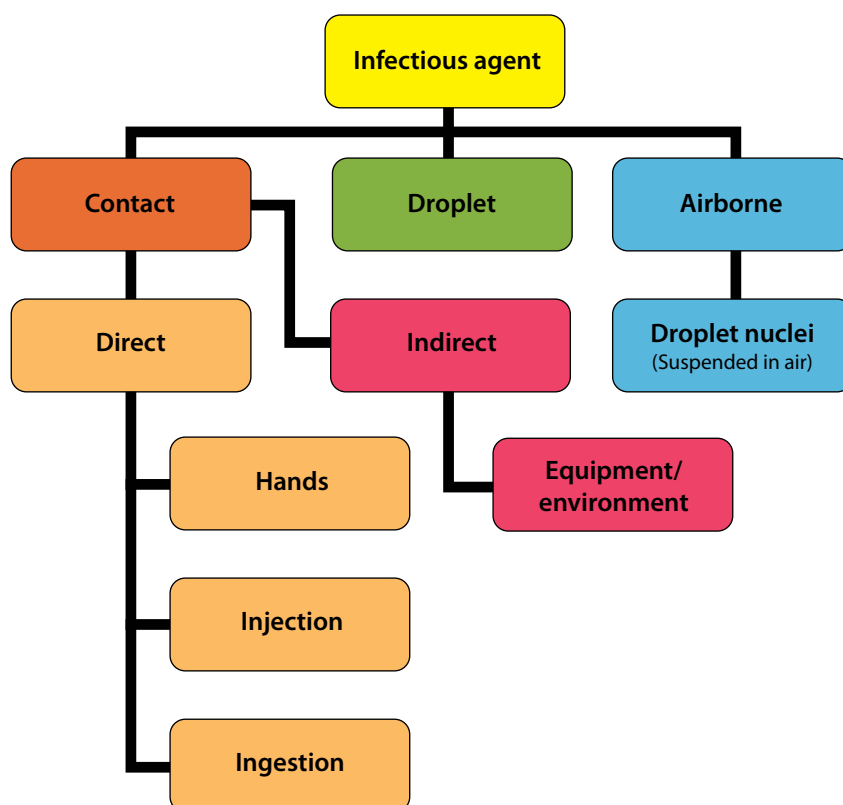 Infectious agent
Contact
Droplet
Airborne
Direct
Indirect
Droplet nuclei
(Suspended in air)
Hands
Equipment/
environment
Injection
Ingestion